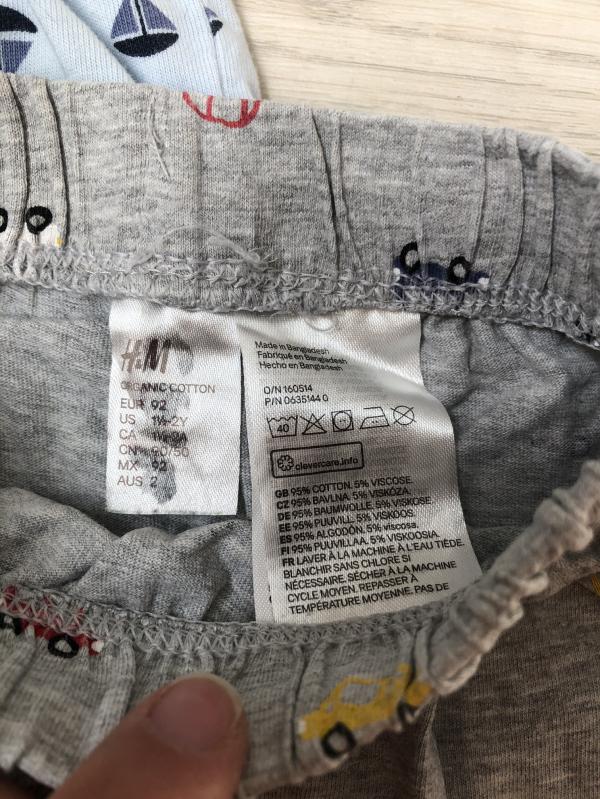 H&M
ORGANIC COTTON
EUR 92
US 1½-2Y
CA 1½-2A
CN 90/50
MX 92
AUS 2
Made in Bangladesh
Fabriqué en Bangladesh
Hecho en Bangladesh
O/N 160514
P/N 0635144 0
40
clevercare.info
GB 95% COTTON, 5% VISCOSE.
CZ 95% BAVLNA, 5% VISKÓZA.
DE 95% BAUMWOLLE, 5% VISKOSE.
EE 95% PUUVILL, 5% VISKOOS.
ES 95% ALGODÓN, 5% viscosa.
FI 95% PUUVILLAA, 5% VISKOOSIA.
FR LAVER À LA MACHINE À L'EAU TIÈDE.
BLANCHIR SANS CHLORE SI
NÉCESSAIRE. SÉCHER À LA MACHINE
CYCLE MOYEN. REPASSER À
TEMPÉRATURE MOYENNE. PAS DE